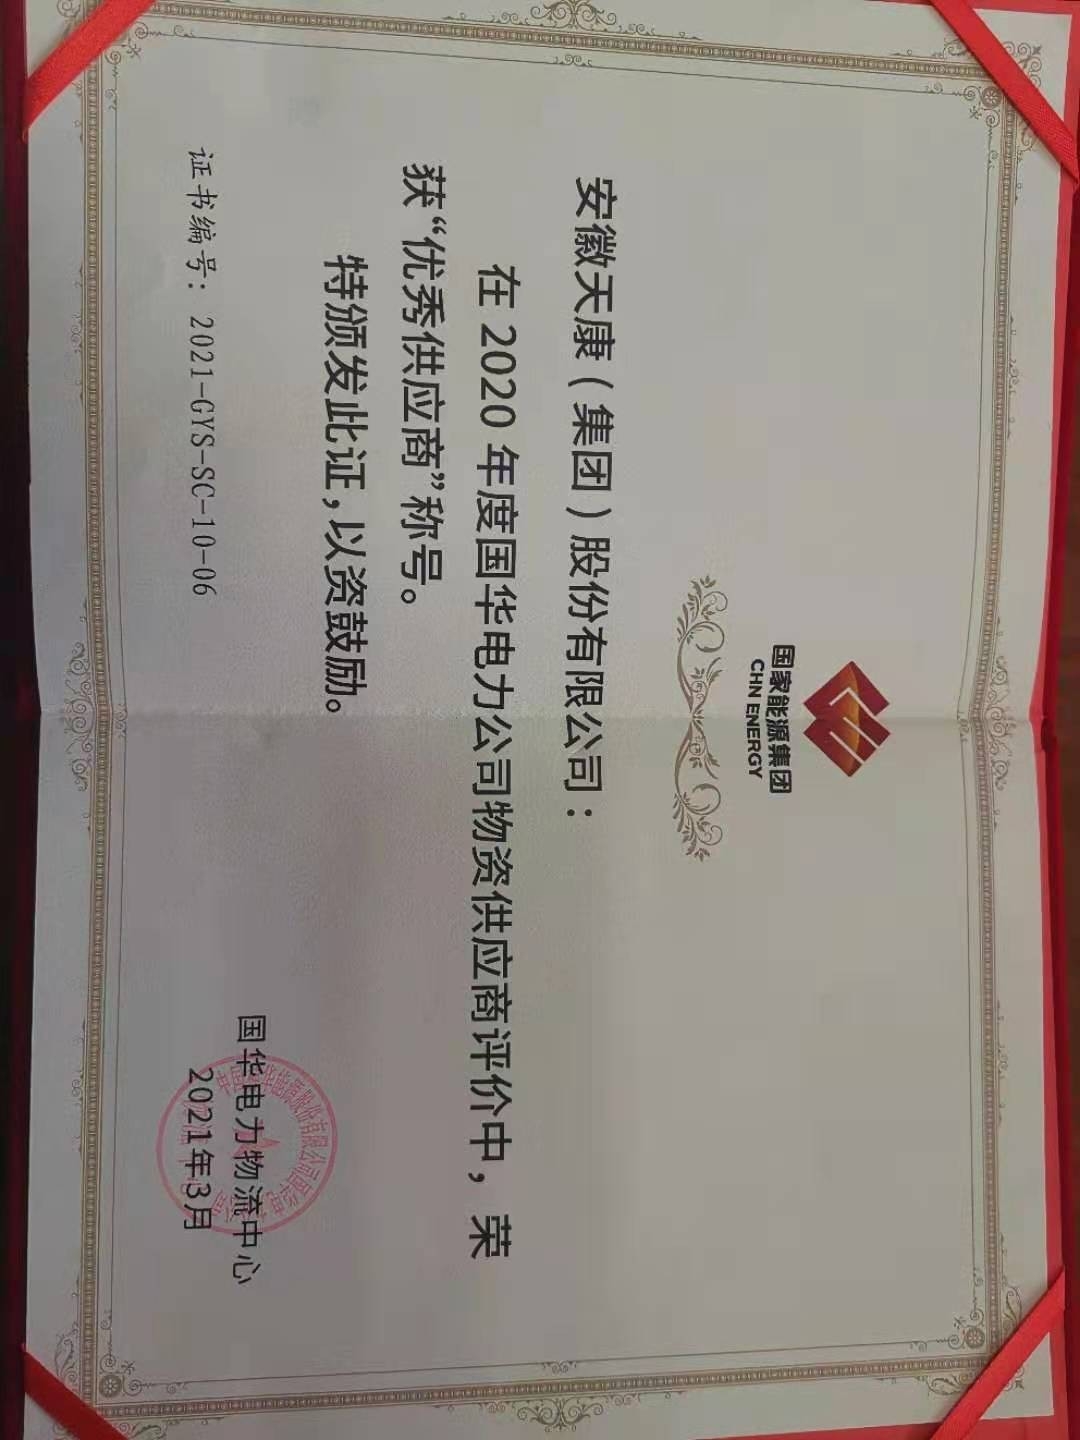 国家能源集团
CHN ENERGY
安徽天康（集团）股份有限公司：
在 2020 年度国华电力公司物资供应商评价中，荣
获“优秀供应商”称号。
特颁发此证，以资鼓励。
国华电力物流中心
2021年3月
证书编号：2021-GYS-SC-10-06